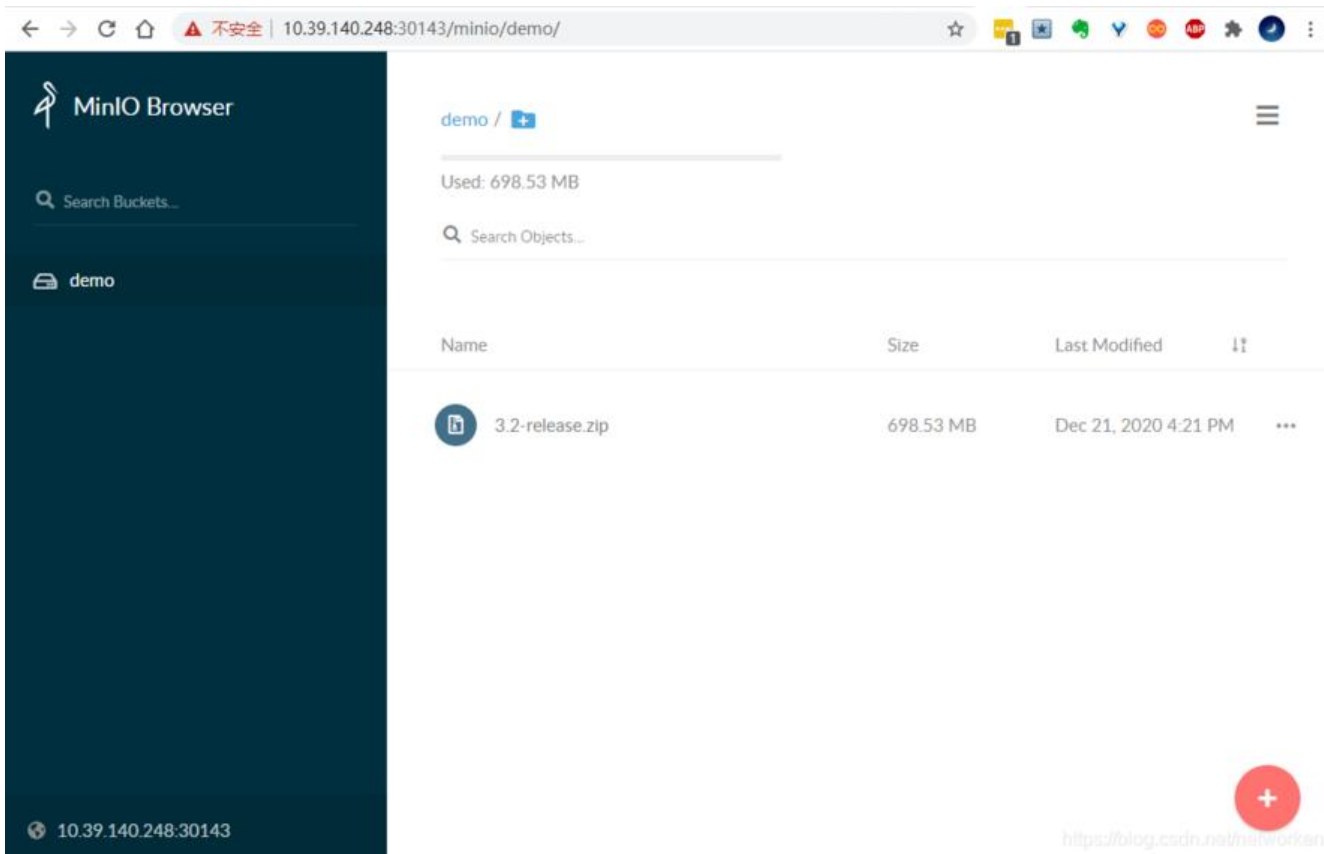 不安全 | 10.39.140.248:30143/minio/demo/
1
ABP
MinIO Browser
demo /
Used: 698.53 MB
Search Buckets...
Search Objects...
demo
Name Size Last Modified
3.2-release.zip 698.53 MB Dec 21, 2020 4:21 PM
10.39.140.248:30143
https://blog.csdn.net/networken